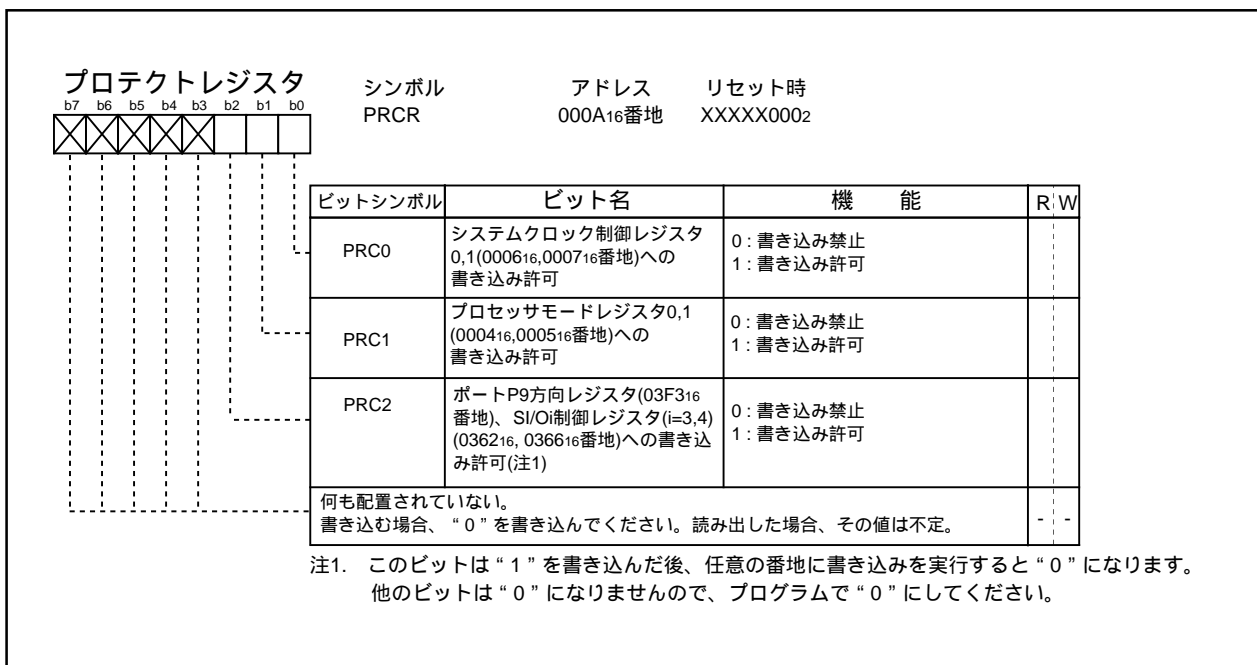 プロテクトレジスタ
b7 b6 b5 b4 b3 b2 b1 b0
シンボル アドレス リセット時
PRCR 000A16番地 XXXXX0002
ビットシンボル ビット名 機 能 R W
PRC0
システムクロック制御レジスタ
0,1(000616,000716番地)への
書き込み許可
0 : 書き込み禁止
1 : 書き込み許可
PRC1
プロセッサモードレジスタ0,1
(000416,000516番地)への
書き込み許可
0 : 書き込み禁止
1 : 書き込み許可
PRC2
ポートP9方向レジスタ(03F316
番地)、SI/Oi制御レジスタ(i=3,4)
(036216, 036616番地)への書き込
み許可(注1)
0 : 書き込み禁止
1 : 書き込み許可
何も配置されていない。
書き込む場合、“0”を書き込んでください。読み出した場合、その値は不定。 - -
注1. このビットは“1”を書き込んだ後、任意の番地に書き込みを実行すると“0”になります。
他のビットは“0”になりませんので、プログラムで“0”にしてください。